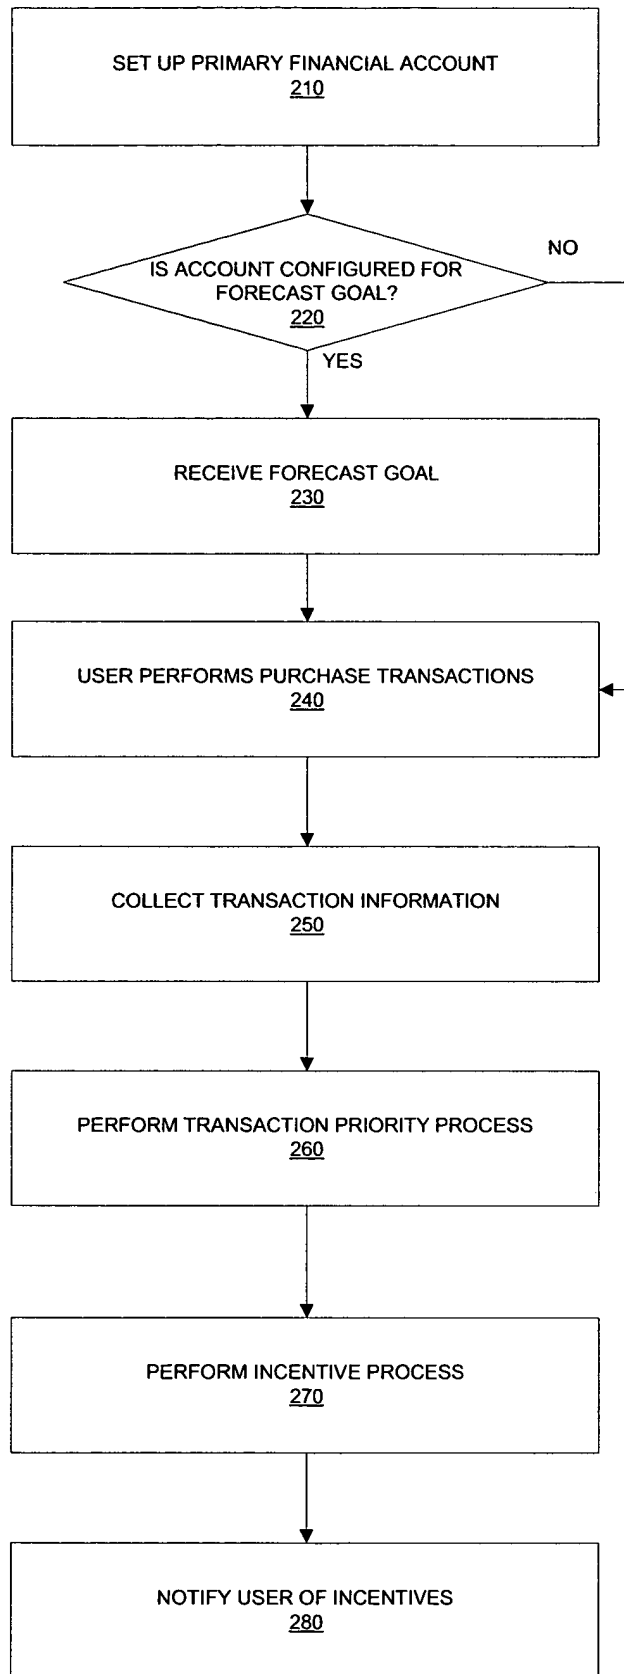 SET UP PRIMARY FINANCIAL ACCOUNT
210
NO
IS ACCOUNT CONFIGURED FOR
FORECAST GOAL?
220
YES
RECEIVE FORECAST GOAL
230
USER PERFORMS PURCHASE TRANSACTIONS
240
COLLECT TRANSACTION INFORMATION
250
PERFORM TRANSACTION PRIORITY PROCESS
260
PERFORM INCENTIVE PROCESS
270
NOTIFY USER OF INCENTIVES
280